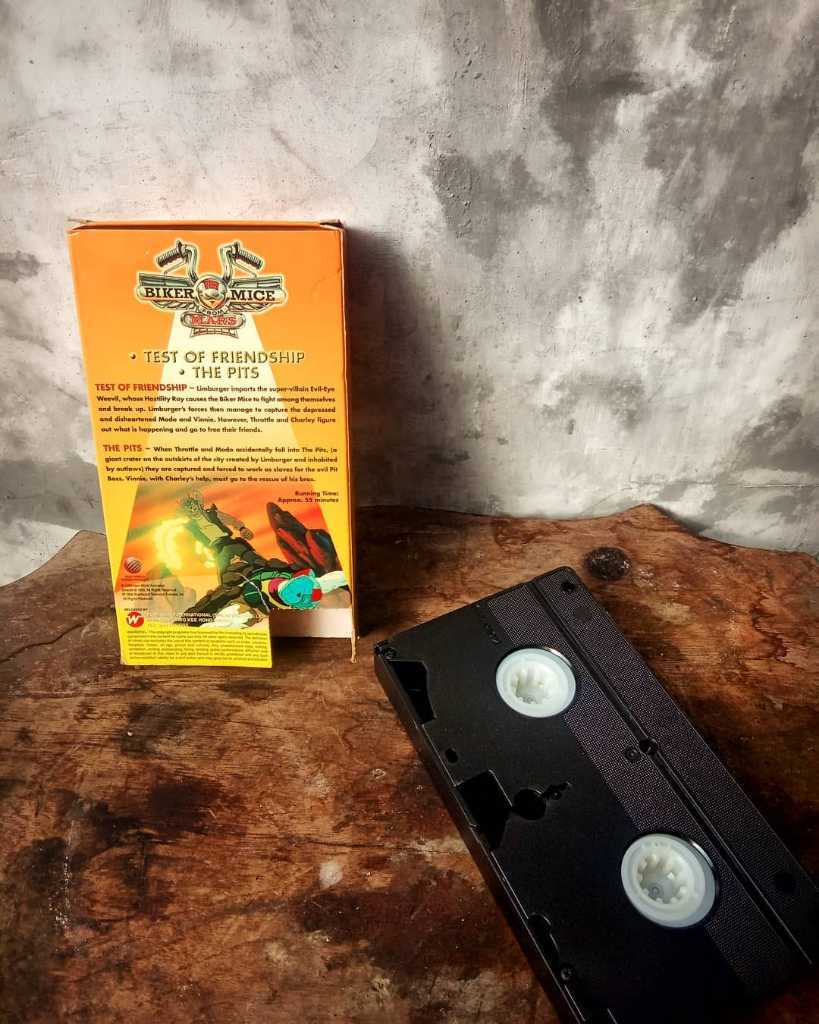 BIKER MICE
FROM
MARS
• TEST OF FRIENDSHIP
• THE PITS
TEST OF FRIENDSHIP – Limburger imports the super-villain Evil-Eye
Weevil, whose Hostility Ray causes the Biker Mice to fight among themselves
and break up. Limburger's forces then manage to capture the depressed
and disheartened Modo and Vinnie. However, Throttle and Charley figure
out what is happening and go to free their friends.
THE PITS – When Throttle and Modo accidentally fall into The Pits, (a
giant crater on the outskirts of the city created by Limburger and inhabited
by outlaws) they are captured and forced to work as slaves for the evil Pit
Boss. Vinnie, with Charley's help, must go to the rescue of his bros.
Running Time:
Approx. 55 minutes
All Rights Reserved.
RELEASED BY
INTERNATIONAL